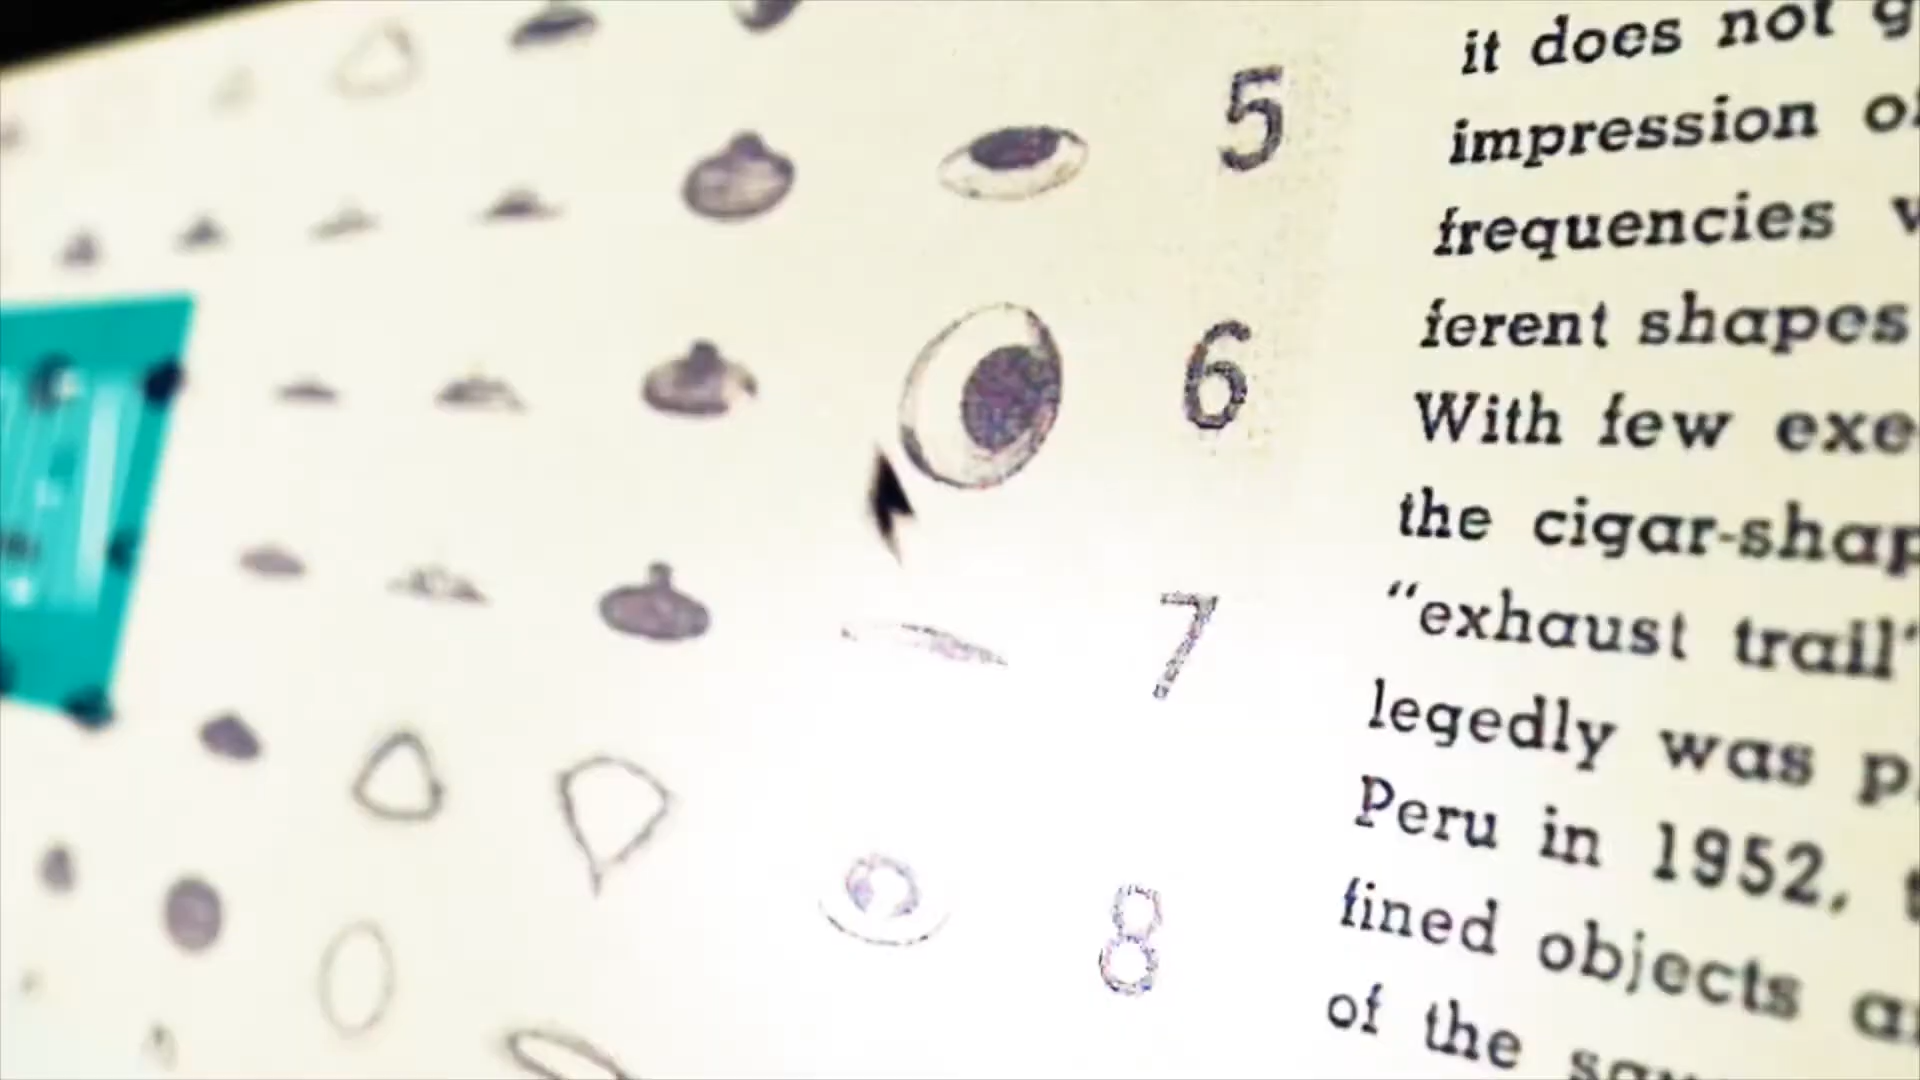 5
6
7
8
it does not
impression
frequencies
ferent shapes
With few
the cigar-shap
"exhaust trail"
legedly was
Peru in 1952,
fined objects
of the